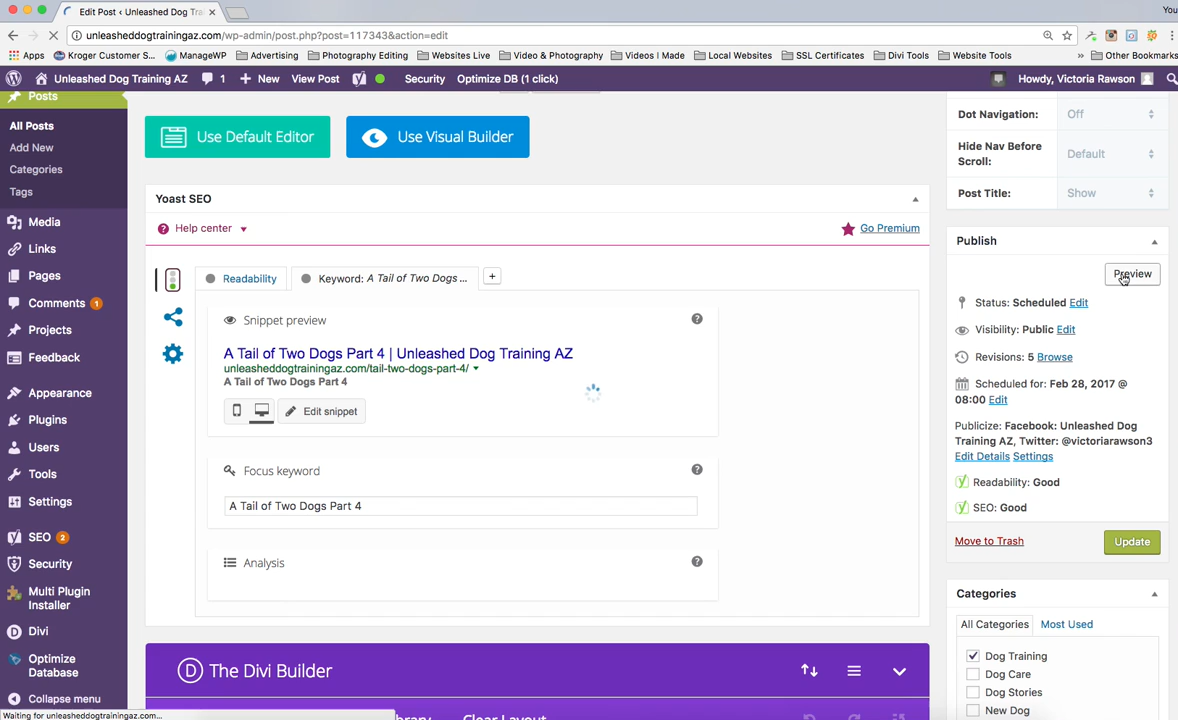 Edit Post ‹ Unleashed Dog Tra
You
unleasheddogtrainingaz.com/wp-admin/post.php?post=117343&action=edit
Apps
Kroger Customer S...
ManageWP
Advertising
Photography Editing
Websites Live
Video & Photography
Videos I Made
Local Websites
SSL Certificates
Divi Tools
Website Tools
»
Other Bookmarks
Unleashed Dog Training AZ
1
New
View Post
Security
Optimize DB (1 click)
Howdy, Victoria Rawson
Posts
All Posts
Add New
Categories
Tags
Media
Links
Pages
Comments 1
Projects
Feedback
Appearance
Plugins
Users
Tools
Settings
SEO 2
Security
Multi Plugin
Installer
Divi
Optimize
Database
Collapse menu
Waiting for unleasheddogtrainingaz.com...
Use Default Editor
Use Visual Builder
Yoast SEO
Help center
Go Premium
Readability
Keyword: A Tail of Two Dogs ...
+
Snippet preview
A Tail of Two Dogs Part 4 | Unleashed Dog Training AZ
unleasheddogtrainingaz.com/tail-two-dogs-part-4/
A Tail of Two Dogs Part 4
Edit snippet
Focus keyword
A Tail of Two Dogs Part 4
Analysis
The Divi Builder
Clear Layout
Dot Navigation:
Off
Hide Nav Before
Scroll:
Default
Post Title:
Show
Publish
Preview
Status: Scheduled Edit
Visibility: Public Edit
Revisions: 5 Browse
Scheduled for: Feb 28, 2017 @
08:00 Edit
Publicize: Facebook: Unleashed Dog
Training AZ, Twitter: @victoriarawson3
Edit Details Settings
Readability: Good
SEO: Good
Move to Trash
Update
Categories
All Categories
Most Used
Dog Training
Dog Care
Dog Stories
New Dog